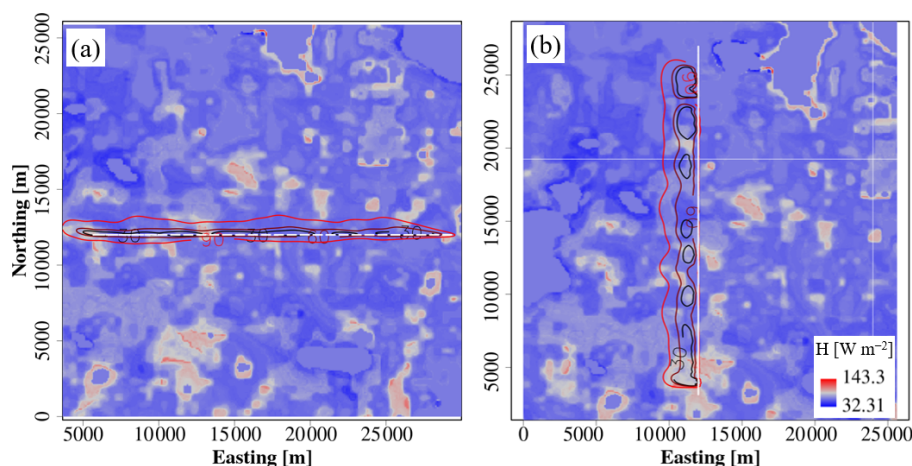 (a)
(b)
25000
20000
15000
10000
5000
0
Northing [m]
5000 10000 15000 20000 25000
Easting [m]
25000
20000
15000
10000
5000
0 5000 10000 15000 20000 25000
Easting [m]
H [W m⁻²]
143.3
32.31
30